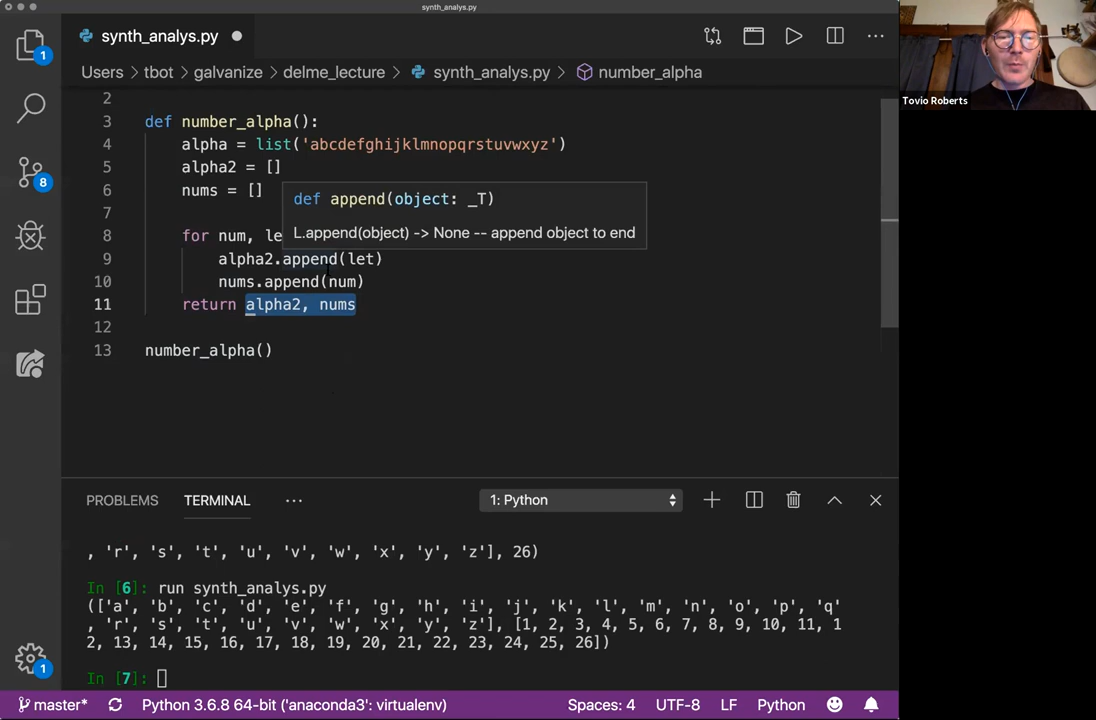 synth_analys.py
synth_analys.py
Tovio Roberts
Users > tbot > galvanize > delme_lecture > synth_analys.py > number_alpha
2
3 def number_alpha():
4 alpha = list('abcdefghijklmnopqrstuvwxyz')
5 alpha2 = []
6 nums = []
def append(object: _T)
7
L.append(object) -> None -- append object to end
8 for num, le
9 alpha2.append(let)
10 nums.append(num)
11 return alpha2, nums
12
13 number_alpha()
PROBLEMS TERMINAL ... 1: Python
, 'r', 's', 't', 'u', 'v', 'w', 'x', 'y', 'z'], 26)
In [6]: run synth_analys.py
(['a', 'b', 'c', 'd', 'e', 'f', 'g', 'h', 'i', 'j', 'k', 'l', 'm', 'n', 'o', 'p', 'q'
, 'r', 's', 't', 'u', 'v', 'w', 'x', 'y', 'z'], [1, 2, 3, 4, 5, 6, 7, 8, 9, 10, 11, 1
2, 13, 14, 15, 16, 17, 18, 19, 20, 21, 22, 23, 24, 25, 26])
In [7]:
1
8
1
master* Python 3.6.8 64-bit ('anaconda3': virtualenv) Spaces: 4 UTF-8 LF Python